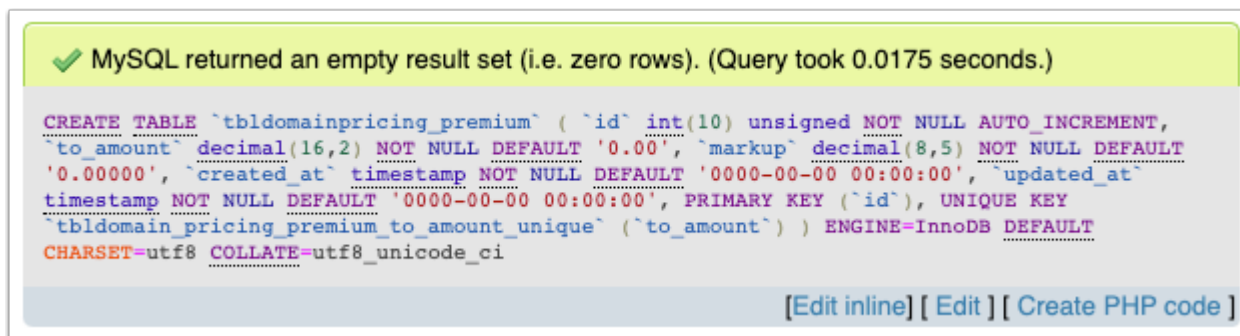 MySQL returned an empty result set (i.e. zero rows). (Query took 0.0175 seconds.)
CREATE TABLE `tbldomainpricing_premium` ( `id` int(10) unsigned NOT NULL AUTO_INCREMENT,
`to_amount` decimal(16,2) NOT NULL DEFAULT '0.00', `markup` decimal(8,5) NOT NULL DEFAULT
'0.00000', `created_at` timestamp NOT NULL DEFAULT '0000-00-00 00:00:00', `updated_at`
timestamp NOT NULL DEFAULT '0000-00-00 00:00:00', PRIMARY KEY (`id`), UNIQUE KEY
`tbldomain_pricing_premium_to_amount_unique` (`to_amount`) ) ENGINE=InnoDB DEFAULT
CHARSET=utf8 COLLATE=utf8_unicode_ci
[Edit inline] [ Edit ] [ Create PHP code ]